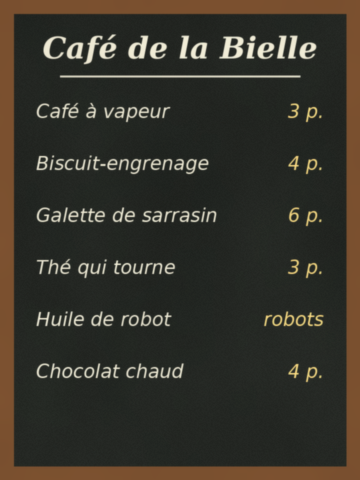 Café de la Bielle
Café à vapeur 3 p.
Biscuit-engrenage 4 p.
Galette de sarrasin 6 p.
Thé qui tourne 3 p.
Huile de robot robots
Chocolat chaud 4 p.